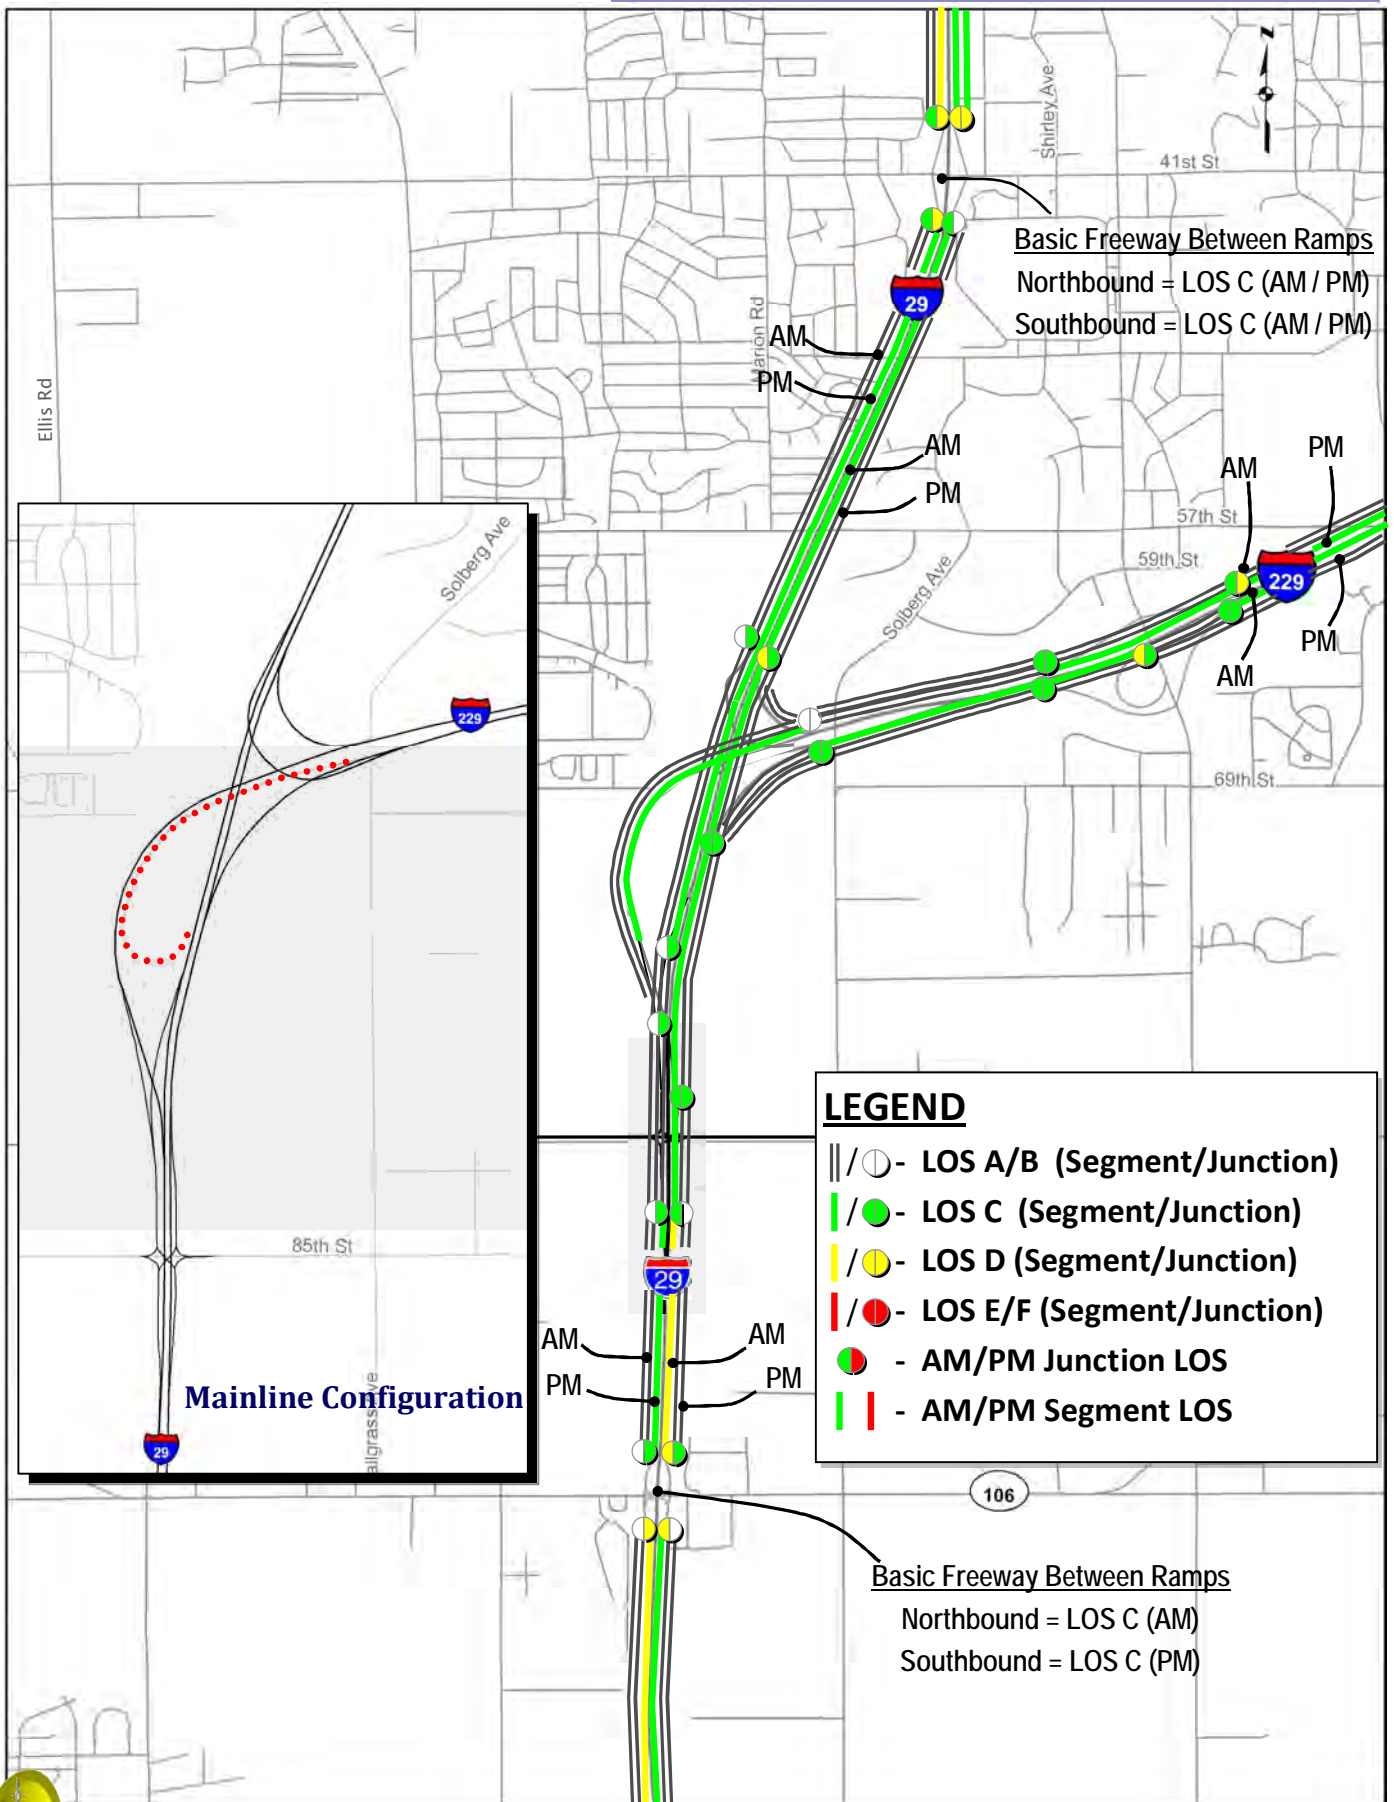 N
Shirley Ave
41st St
Basic Freeway Between Ramps
Northbound = LOS C (AM / PM)
Southbound = LOS C (AM / PM)
29
Marion Rd
AM
PM
Ellis Rd
AM
PM
AM
PM
57th St
59th St
229
PM
AM
Solberg Ave
69th St
Solberg Ave
229
85th St
Mainline Configuration
allgrass Ave
29
LEGEND
/ - LOS A/B (Segment/Junction)
/ - LOS C (Segment/Junction)
/ - LOS D (Segment/Junction)
/ - LOS E/F (Segment/Junction)
- AM/PM Junction LOS
- AM/PM Segment LOS
29
AM
PM
AM
PM
106
Basic Freeway Between Ramps
Northbound = LOS C (AM)
Southbound = LOS C (PM)